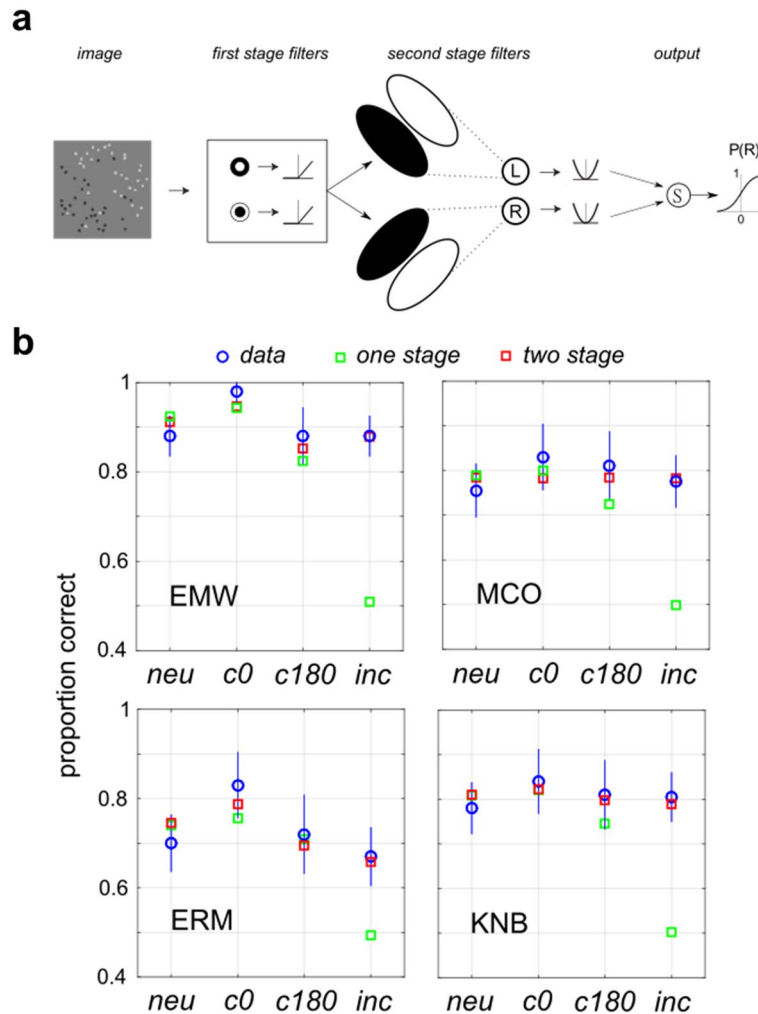 a
image first stage filters second stage filters output
P(R)
1
L
S
R
0
b
data one stage two stage
1
0.8
0.6
0.4
EMW
MCO
neu c0 c180 inc
neu c0 c180 inc
proportion correct
1
0.8
0.6
0.4
ERM
KNB
neu c0 c180 inc
neu c0 c180 inc